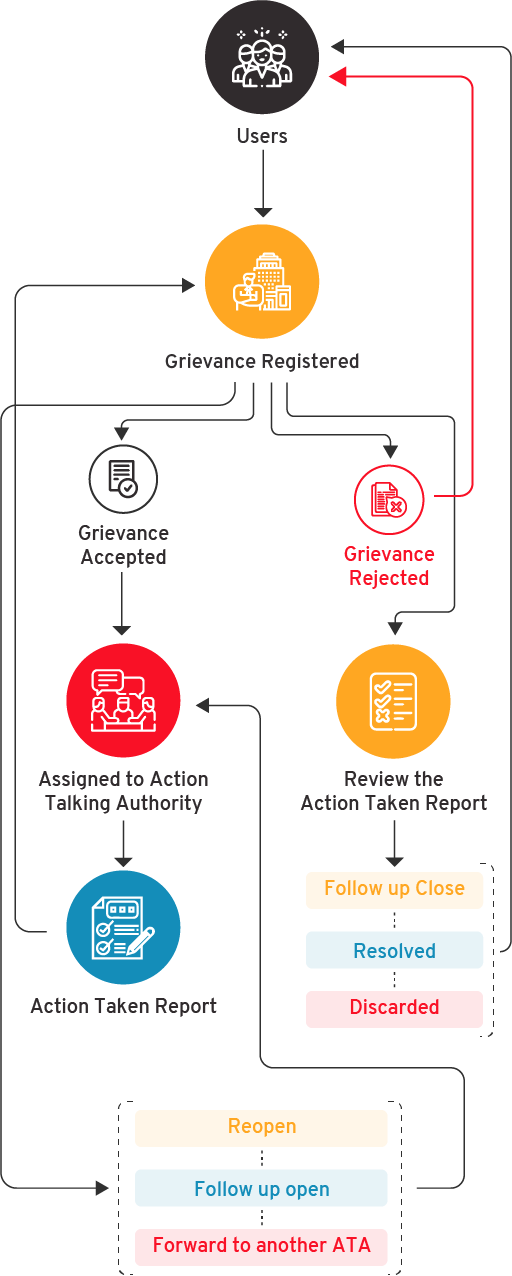 Users
Grievance Registered
Grievance
Accepted
Grievance
Rejected
Assigned to Action
Talking Authority
Review the
Action Taken Report
Follow up Close
Resolved
Discarded
Action Taken Report
Reopen
Follow up open
Forward to another ATA